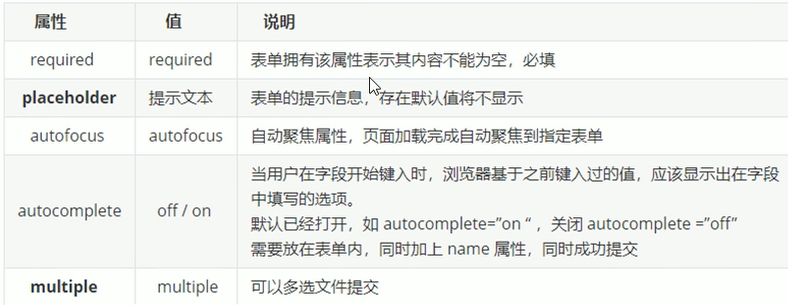 属性 值 说明
required required 表单拥有该属性表示其内容不能为空，必填
placeholder 提示文本 表单的提示信息，存在默认值将不显示
autofocus autofocus 自动聚焦属性，页面加载完成自动聚焦到指定表单
autocomplete off / on 当用户在字段开始键入时，浏览器基于之前键入过的值，应该显示出在字段
中填写的选项。
默认已经打开，如 autocomplete=”on “ ，关闭 autocomplete =”off”
需要放在表单内，同时加上 name 属性，同时成功提交
multiple multiple 可以多选文件提交